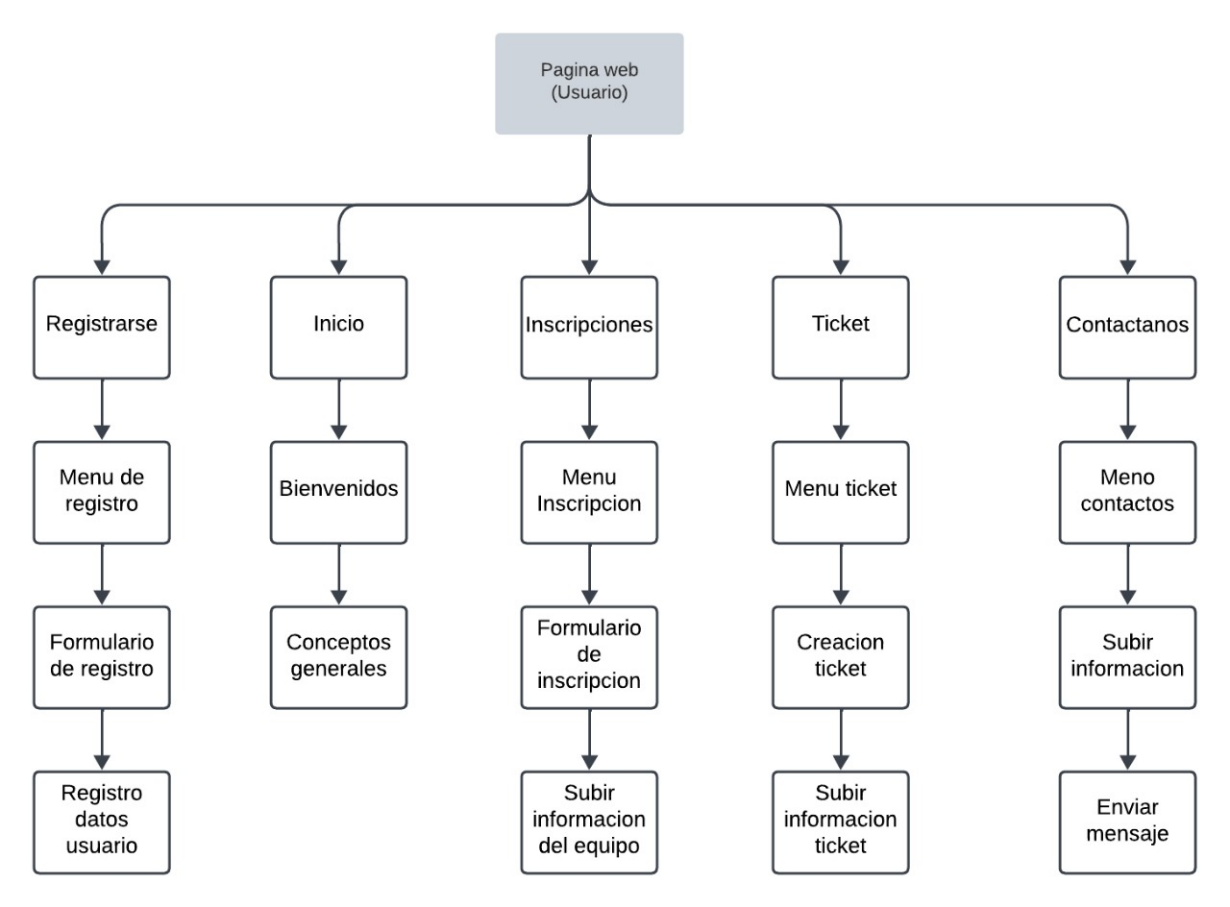 Pagina web
(Usuario)
Registrarse
Inicio
Inscripciones
Ticket
Contactanos
Menu de
registro
Bienvenidos
Menu
Inscripcion
Menu ticket
Meno
contactos
Formulario
de registro
Conceptos
generales
Formulario
de
inscripcion
Creacion
ticket
Subir
informacion
Registro
datos
usuario
Subir
informacion
del equipo
Subir
informacion
ticket
Enviar
mensaje